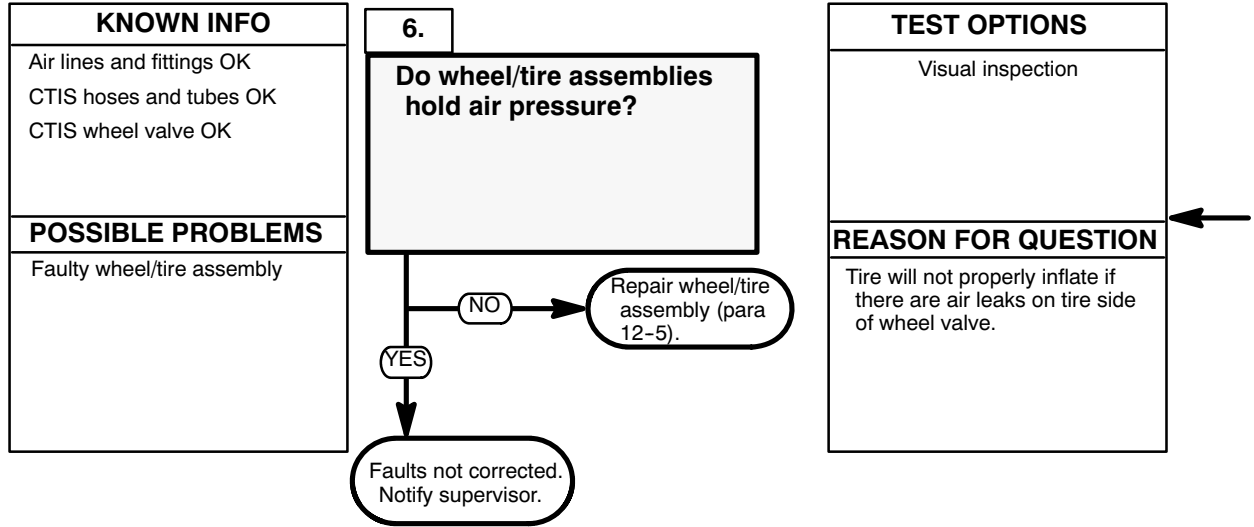 KNOWN INFO
Air lines and fittings OK
CTIS hoses and tubes OK
CTIS wheel valve OK
POSSIBLE PROBLEMS
Faulty wheel/tire assembly
6.
Do wheel/tire assemblies
hold air pressure?
NO
Repair wheel/tire
assembly (para
12-5).
YES
Faults not corrected.
Notify supervisor.
TEST OPTIONS
Visual inspection
REASON FOR QUESTION
Tire will not properly inflate if
there are air leaks on tire side
of wheel valve.